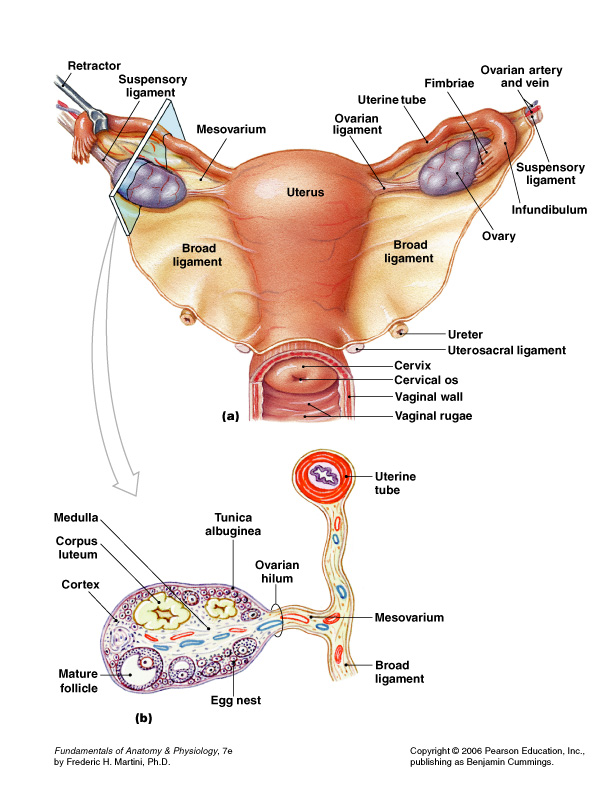 Retractor
Suspensory
ligament
Mesovarium
Ovarian artery
and vein
Fimbriae
Uterine tube
Ovarian
ligament
Uterus
Suspensory
ligament
Infundibulum
Ovary
Broad
ligament
Broad
ligament
Ureter
Uterosacral ligament
Cervix
Cervical os
Vaginal wall
Vaginal rugae
(a)
Uterine
tube
Medulla
Tunica
albuginea
Corpus
luteum
Ovarian
hilum
Cortex
Mesovarium
Mature
follicle
Broad
ligament
Egg nest
(b)
Fundamentals of Anatomy & Physiology, 7e
by Frederic H. Martini, Ph.D.
Copyright © 2006 Pearson Education, Inc.,
publishing as Benjamin Cummings.